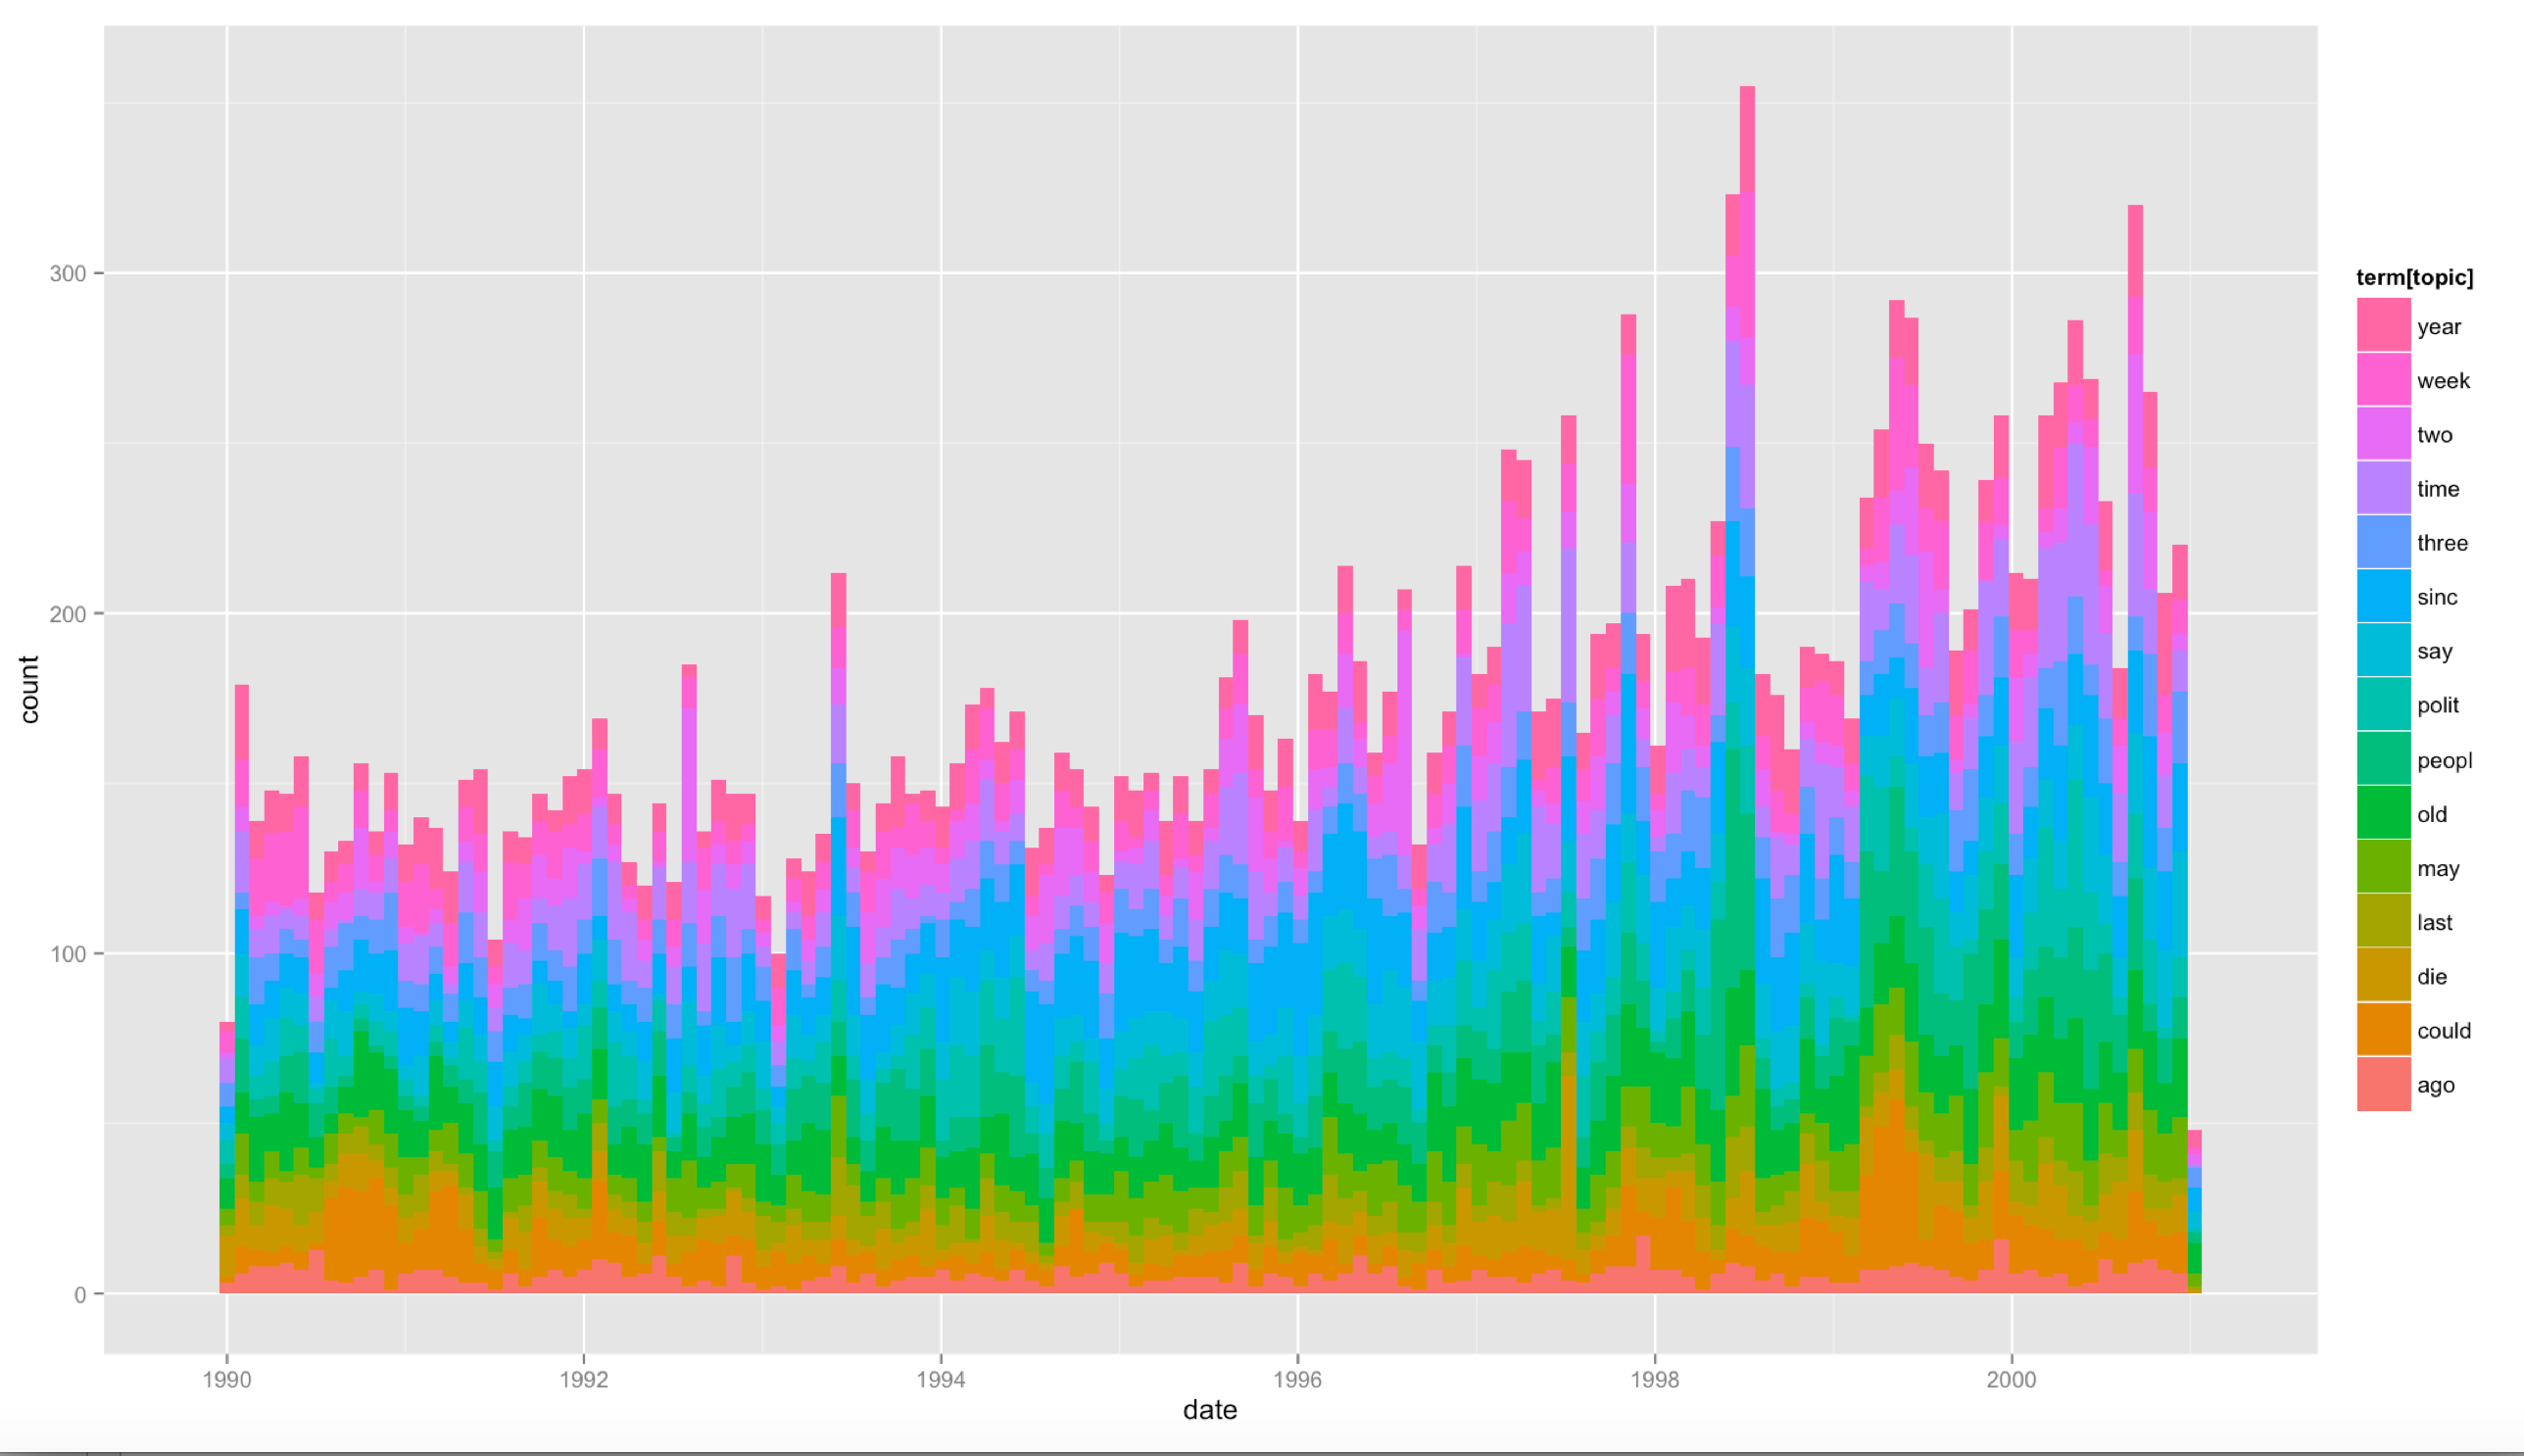 300
200
100
0
count
1990
1992
1994
1996
1998
2000
date
term[topic]
year
week
two
time
three
sinc
say
polit
peopl
old
may
last
die
could
ago